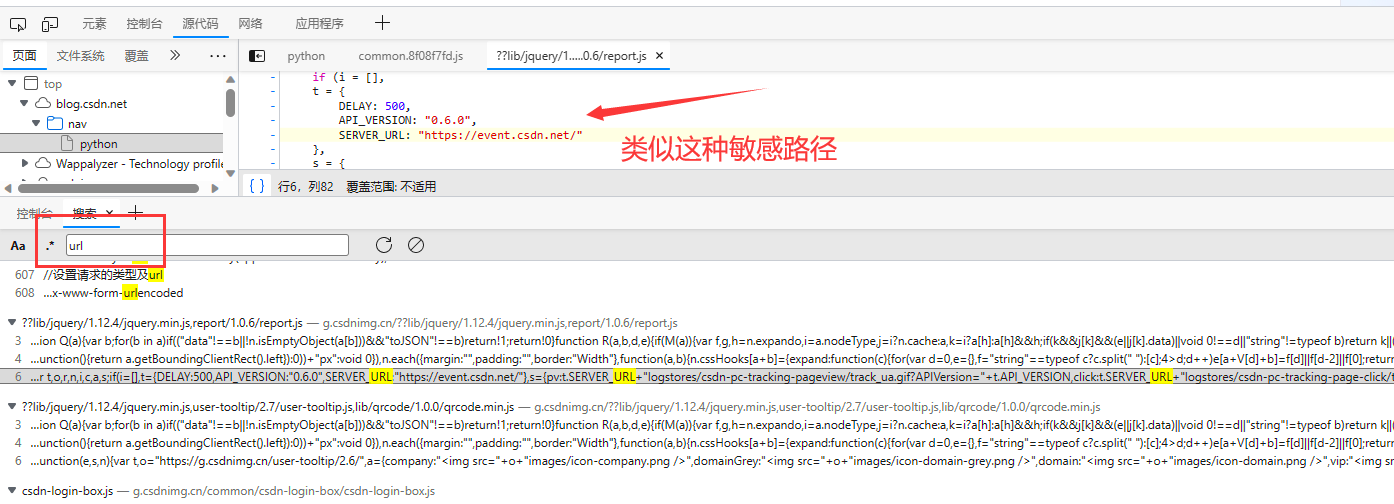 元素 控制台 源代码 网络 应用程序
页面 文件系统 覆盖 python common.8f08f7fd.js ??lib/jquery/1.....0.6/report.js
top
blog.csdn.net
nav
python
Wappalyzer - Technology profile
if (i = [],
t = {
DELAY: 500,
API_VERSION: "0.6.0",
SERVER_URL: "https://event.csdn.net/"
},
s = {
类似这种敏感路径
{ } 行6，列82 覆盖范围: 不适用
控制台 搜索
Aa .* url
607 //设置请求的类型及url
608 ...x-www-form-urlencoded
??lib/jquery/1.12.4/jquery.min.js,report/1.0.6/report.js — g.csdnimg.cn/??lib/jquery/1.12.4/jquery.min.js,report/1.0.6/report.js
3 ...ion Q(a){var b;for(b in a)if(("data"!==b||!n.isEmptyObject(a[b]))&&"toJSON"!==b)return!1;return!0}function R(a,b,d,e){if(M(a)){var f,g,h=n.expando,i=a.nodeType,j=i?n.cache:a,k=i?a[h]:a[h]&&h;if(k&&j[k]&&(e||j[k].data)||void 0!==d||"string"!=typeof b)return k||(
4 ...unction(){return a.getBoundingClientRect().left}):0))+"px":void 0}),n.each({margin:"",padding:"",border:"Width"},function(a,b){n.cssHooks[a+b]={expand:function(c){for(var d=0,e={},f="string"==typeof c?c.split(" "):[c];4>d;d++)e[a+V[d]+b]=f[d]||f[d-2]||f[0];return
6 ...r t,o,r,n,i,c,a,s;if(i=[],t={DELAY:500,API_VERSION:"0.6.0",SERVER_URL:"https://event.csdn.net/"},s={pv:t.SERVER_URL+"logstores/csdn-pc-tracking-pageview/track_ua.gif?APIVersion="+t.API_VERSION,click:t.SERVER_URL+"logstores/csdn-pc-tracking-page-click/t
??lib/jquery/1.12.4/jquery.min.js,user-tooltip/2.7/user-tooltip.js,lib/qrcode/1.0.0/qrcode.min.js — g.csdnimg.cn/??lib/jquery/1.12.4/jquery.min.js,user-tooltip/2.7/user-tooltip.js,lib/qrcode/1.0.0/qrcode.min.js
3 ...ion Q(a){var b;for(b in a)if(("data"!==b||!n.isEmptyObject(a[b]))&&"toJSON"!==b)return!1;return!0}function R(a,b,d,e){if(M(a)){var f,g,h=n.expando,i=a.nodeType,j=i?n.cache:a,k=i?a[h]:a[h]&&h;if(k&&j[k]&&(e||j[k].data)||void 0!==d||"string"!=typeof b)return k||(
4 ...unction(){return a.getBoundingClientRect().left}):0))+"px":void 0}),n.each({margin:"",padding:"",border:"Width"},function(a,b){n.cssHooks[a+b]={expand:function(c){for(var d=0,e={},f="string"==typeof c?c.split(" "):[c];4>d;d++)e[a+V[d]+b]=f[d]||f[d-2]||f[0];return
6 ...unction(e,s,n){var t,o="https://g.csdnimg.cn/user-tooltip/2.6/",a={company:"<img src="+o+"images/icon-company.png />",domainGrey:"<img src="+o+"images/icon-domain-grey.png />",domain:"<img src="+o+"images/icon-domain.png />",vip:"<img src="+o+"images/
csdn-login-box.js — g.csdnimg.cn/common/csdn-login-box/csdn-login-box.js